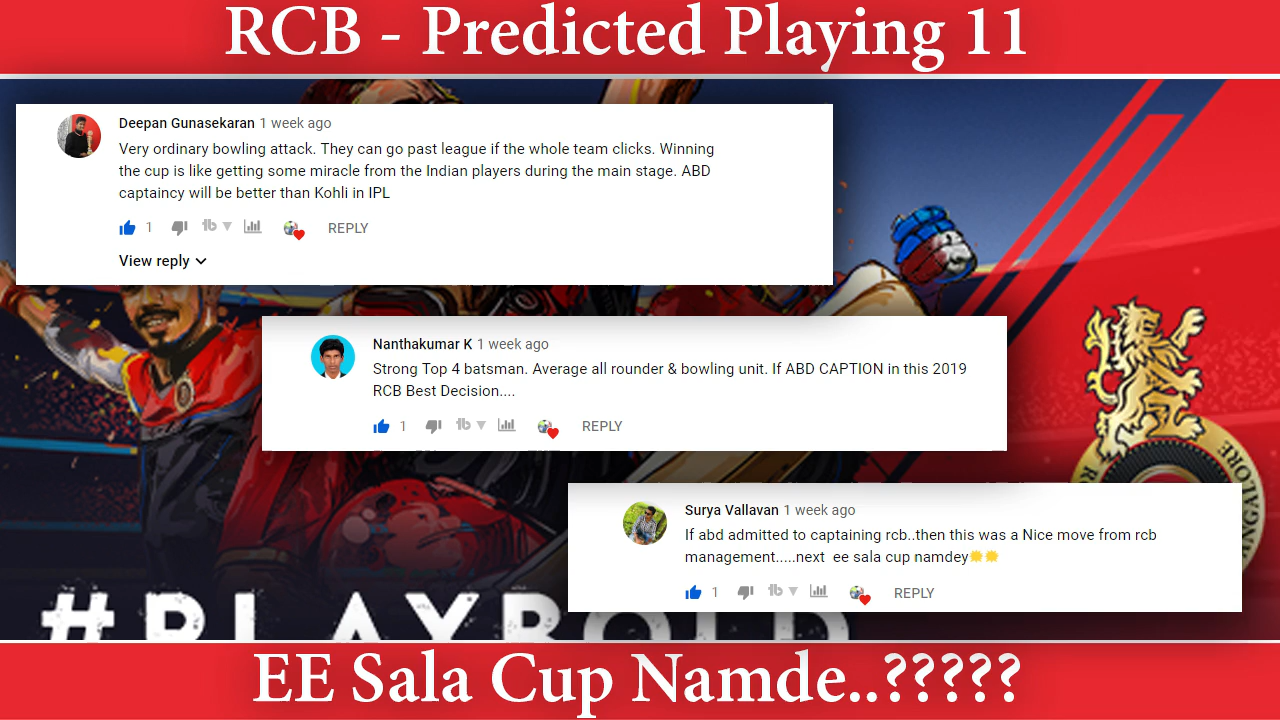 RCB - Predicted Playing 11
Deepan Gunasekaran 1 week ago
Very ordinary bowling attack. They can go past league if the whole team clicks. Winning
the cup is like getting some miracle from the Indian players during the main stage. ABD
captaincy will be better than Kohli in IPL
1 REPLY
View reply
Nanthakumar K 1 week ago
Strong Top 4 batsman. Average all rounder & bowling unit. If ABD CAPTION in this 2019
RCB Best Decision....
1 REPLY
Surya Vallavan 1 week ago
If abd admitted to captaining rcb..then this was a Nice move from rcb
management.....next ee sala cup namdey
1 REPLY
#PLAYBOLD
EE Sala Cup Namde..?????